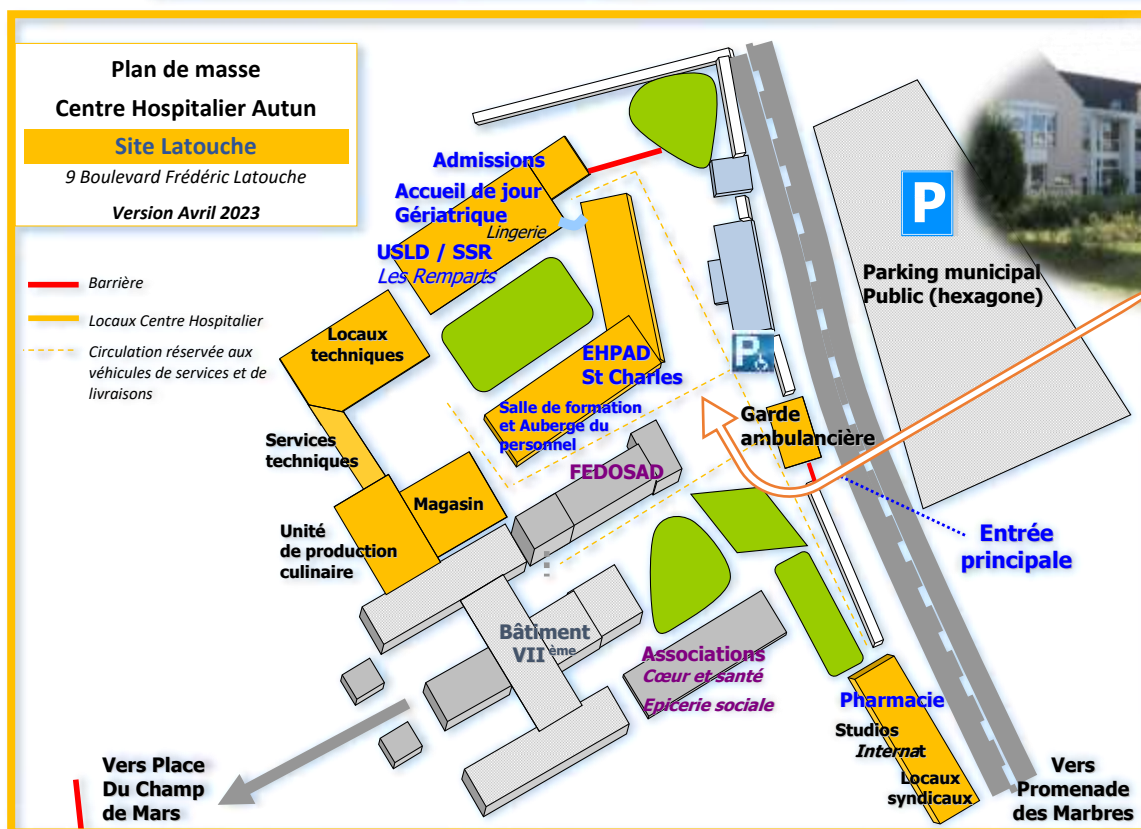 Plan de masse
Centre Hospitalier Autun
Site Latouche
9 Boulevard Frédéric Latouche
Version Avril 2023
Barrière
Locaux Centre Hospitalier
Circulation réservée aux
véhicules de services et de
livraisons
Admissions
Accueil de jour
Gériatrique
Lingerie
USLD / SSR
Les Remparts
P
Parking municipal
Public (hexagone)
Locaux
techniques
EHPAD
St Charles
P
Salle de formation
et Auberge du
personnel
Garde
ambulancière
Services
techniques
FEDOSAD
Magasin
Unité
de production
culinaire
Entrée
principale
Bâtiment
VII ème
Associations
Cœur et santé
Epicerie sociale
Pharmacie
Studios
Internat
Locaux
syndicaux
Vers Place
Du Champ
de Mars
Vers
Promenade
des Marbres